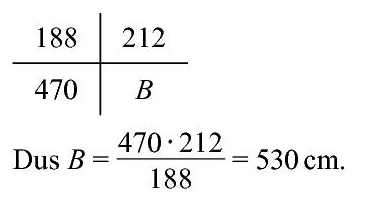 188 212
470 B
Dus B = 470 · 212 / 188 = 530 cm.